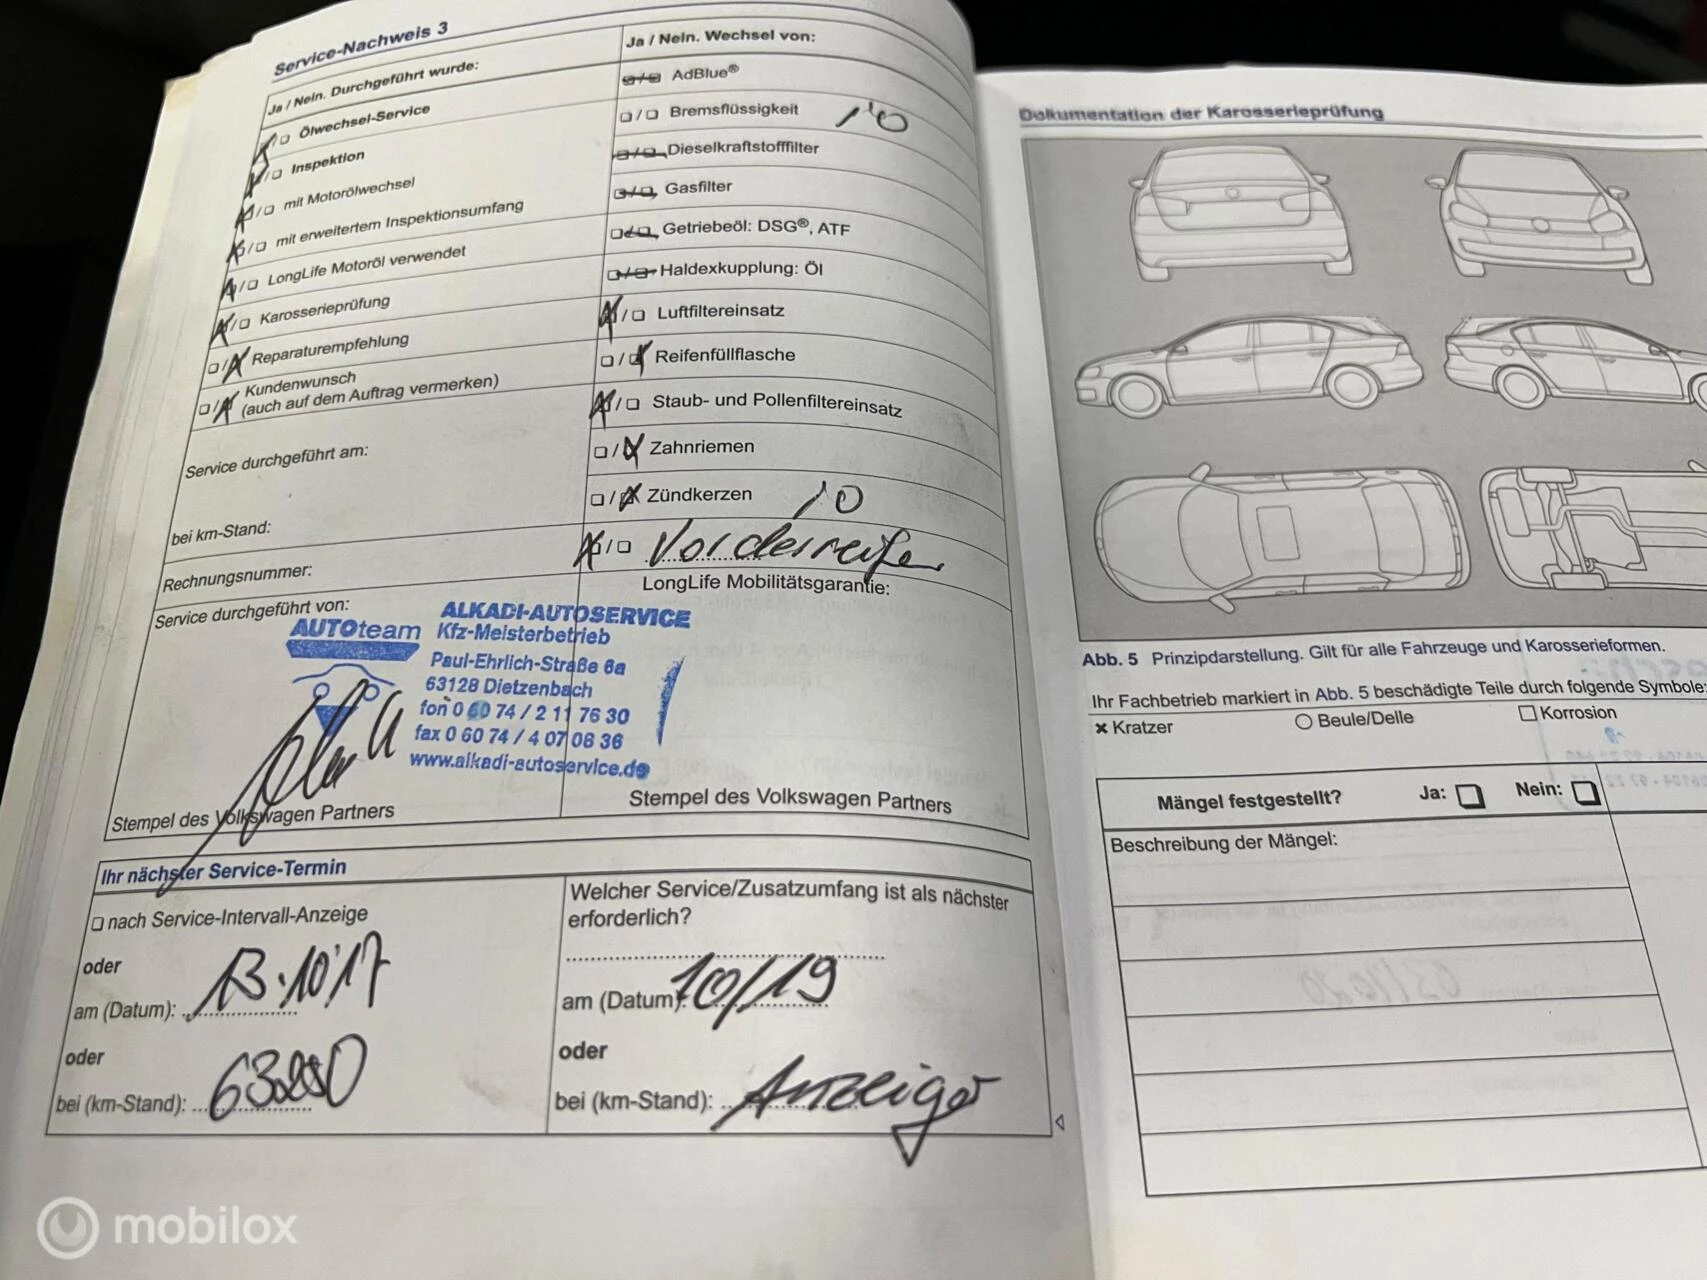 Service-Nachweis 3
Ja / Nein. Durchgeführt wurde:
Ölwechsel-Service
Inspektion
mit Motorölwechsel
mit erweitertem Inspektionsumfang
LongLife Motoröl verwendet
Karosserieprüfung
Reparaturempfehlung
Kundenwunsch
(auch auf dem Auftrag vermerken)
Service durchgeführt am:
bei km-Stand:
Rechnungsnummer:
Service durchgeführt von:
AUTOteam
ALKADI-AUTOSERVICE
Kfz-Meisterbetrieb
Paul-Ehrlich-Straße 6a
63128 Dietzenbach
fon 0 60 74 / 2 11 76 30
fax 0 60 74 / 4 07 08 36
www.alkadi-autoservice.de
Stempel des Volkswagen Partners
Ja / Nein. Wechsel von:
AdBlue®
Bremsflüssigkeit
Dieselkraftstofffilter
Gasfilter
Getriebeöl: DSG®, ATF
Haldexkupplung: Öl
Luftfiltereinsatz
Reifenfüllflasche
Staub- und Pollenfiltereinsatz
Zahnriemen
Zündkerzen
Vorderreifen
LongLife Mobilitätsgarantie:
Stempel des Volkswagen Partners
Ihr nächster Service-Termin
nach Service-Intervall-Anzeige
oder
am (Datum): 13.10'17
oder
bei (km-Stand):
Welcher Service/Zusatzumfang ist als nächster
erforderlich?
am (Datum): 10/19
oder
bei (km-Stand): Anzeige
Dokumentation der Karosserieprüfung
Abb. 5 Prinzipdarstellung. Gilt für alle Fahrzeuge und Karosserieformen.
Ihr Fachbetrieb markiert in Abb. 5 beschädigte Teile durch folgende Symbole:
Kratzer Beule/Delle Korrosion
Mängel festgestellt? Ja: Nein:
Beschreibung der Mängel:
mobilox